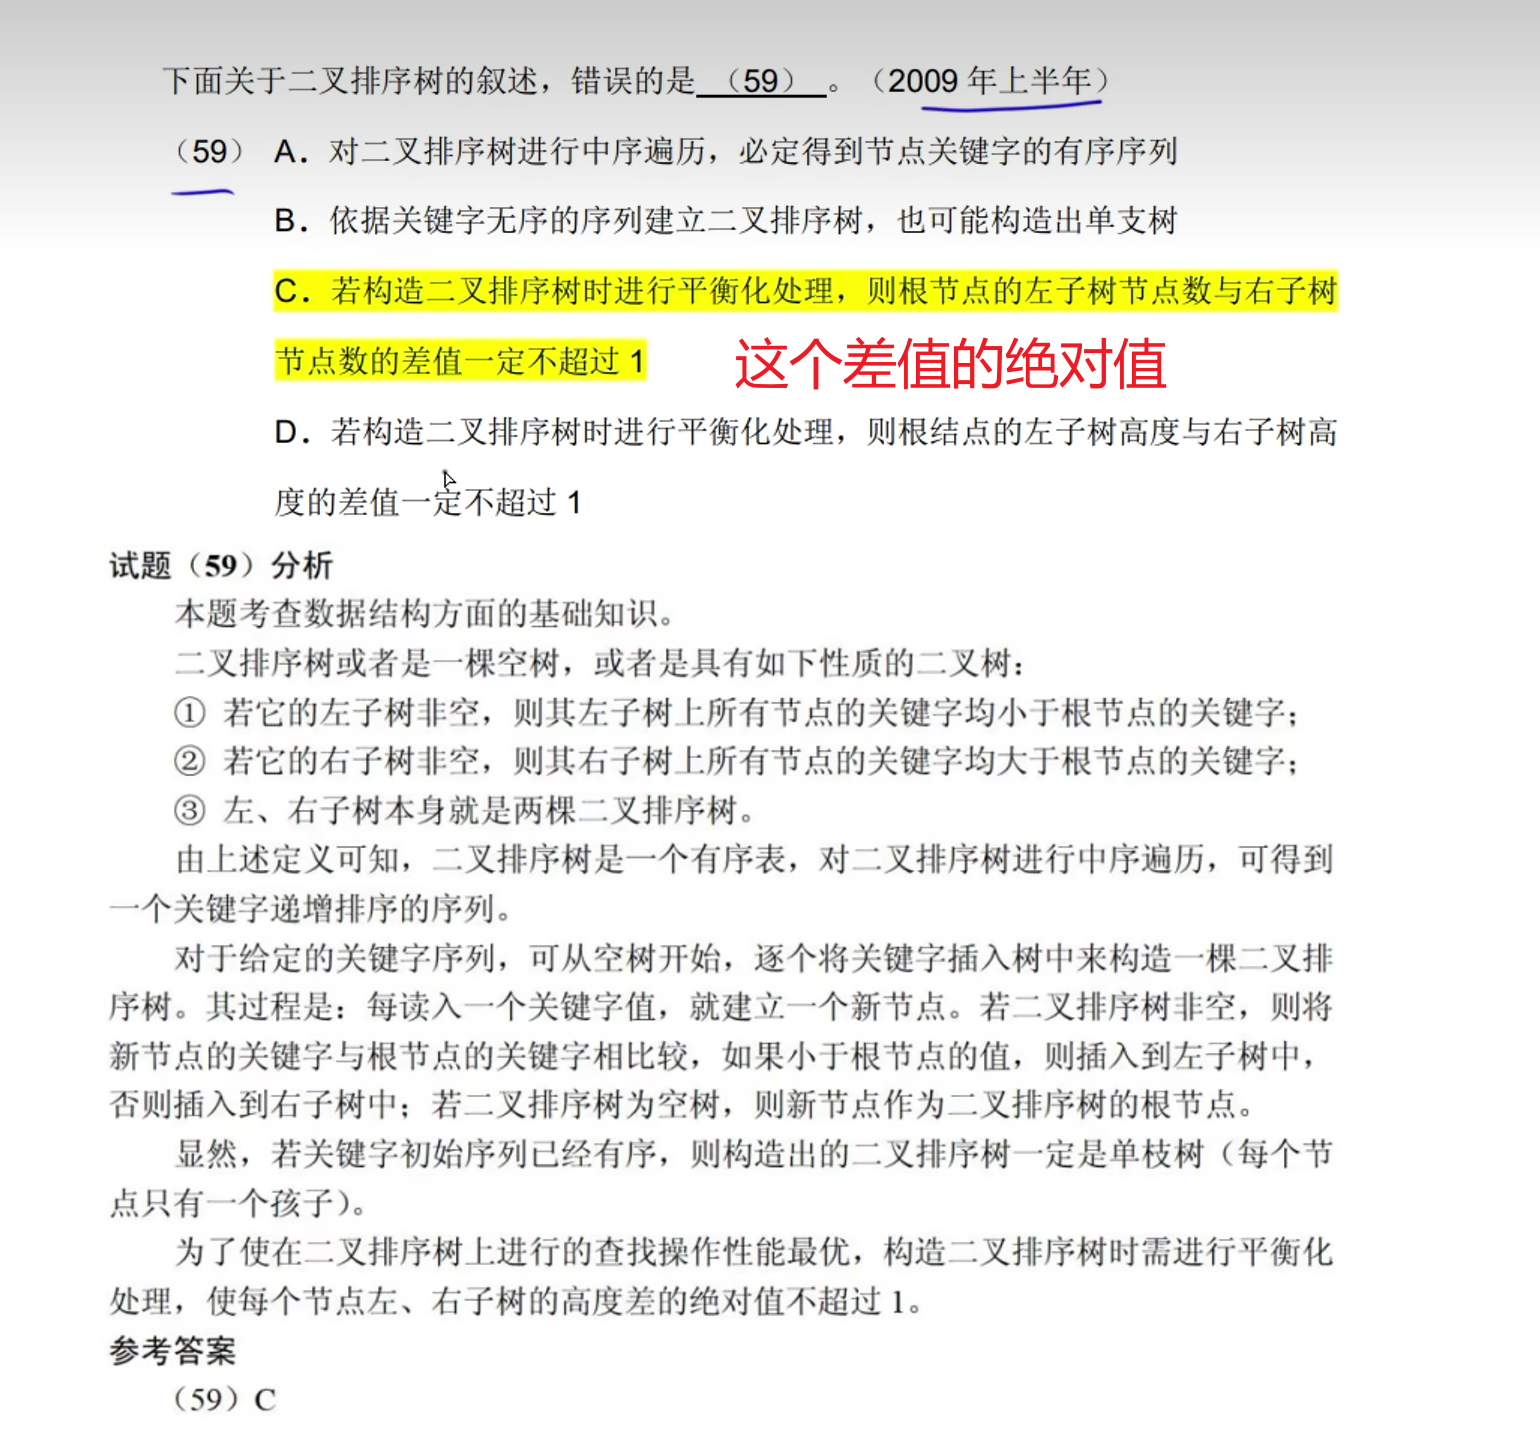 下面关于二叉排序树的叙述，错误的是 （59） 。（2009 年上半年）
（59） A．对二叉排序树进行中序遍历，必定得到节点关键字的有序序列
B．依据关键字无序的序列建立二叉排序树，也可能构造出单支树
C．若构造二叉排序树时进行平衡化处理，则根节点的左子树节点数与右子树
节点数的差值一定不超过 1 这个差值的绝对值
D．若构造二叉排序树时进行平衡化处理，则根结点的左子树高度与右子树高
度的差值一定不超过 1
试题（59）分析
本题考查数据结构方面的基础知识。
二叉排序树或者是一棵空树，或者是具有如下性质的二叉树：
① 若它的左子树非空，则其左子树上所有节点的关键字均小于根节点的关键字；
② 若它的右子树非空，则其右子树上所有节点的关键字均大于根节点的关键字；
③ 左、右子树本身就是两棵二叉排序树。
由上述定义可知，二叉排序树是一个有序表，对二叉排序树进行中序遍历，可得到
一个关键字递增排序的序列。
对于给定的关键字序列，可从空树开始，逐个将关键字插入树中来构造一棵二叉排
序树。其过程是：每读入一个关键字值，就建立一个新节点。若二叉排序树非空，则将
新节点的关键字与根节点的关键字相比较，如果小于根节点的值，则插入到左子树中，
否则插入到右子树中；若二叉排序树为空树，则新节点作为二叉排序树的根节点。
显然，若关键字初始序列已经有序，则构造出的二叉排序树一定是单枝树（每个节
点只有一个孩子）。
为了使在二叉排序树上进行的查找操作性能最优，构造二叉排序树时需进行平衡化
处理，使每个节点左、右子树的高度差的绝对值不超过 1。
参考答案
（59）C